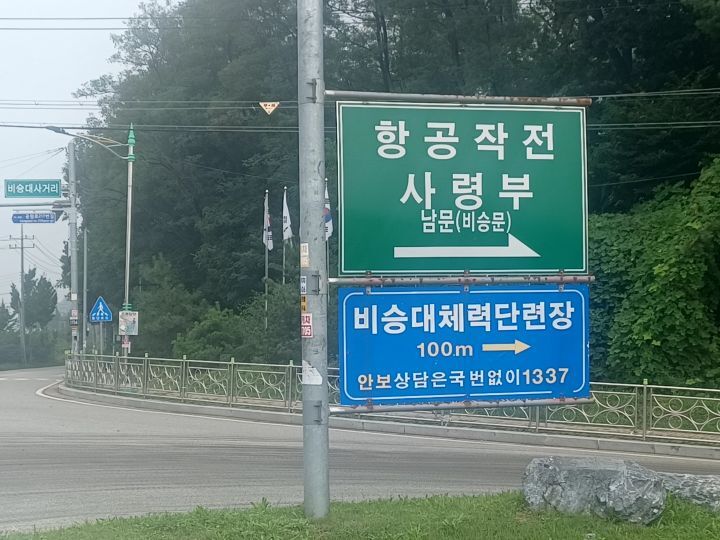 항공작전
사령부
남문(비승문)
비승대체력단련장
100m
안보상담은국번없이1337
비승대사거리